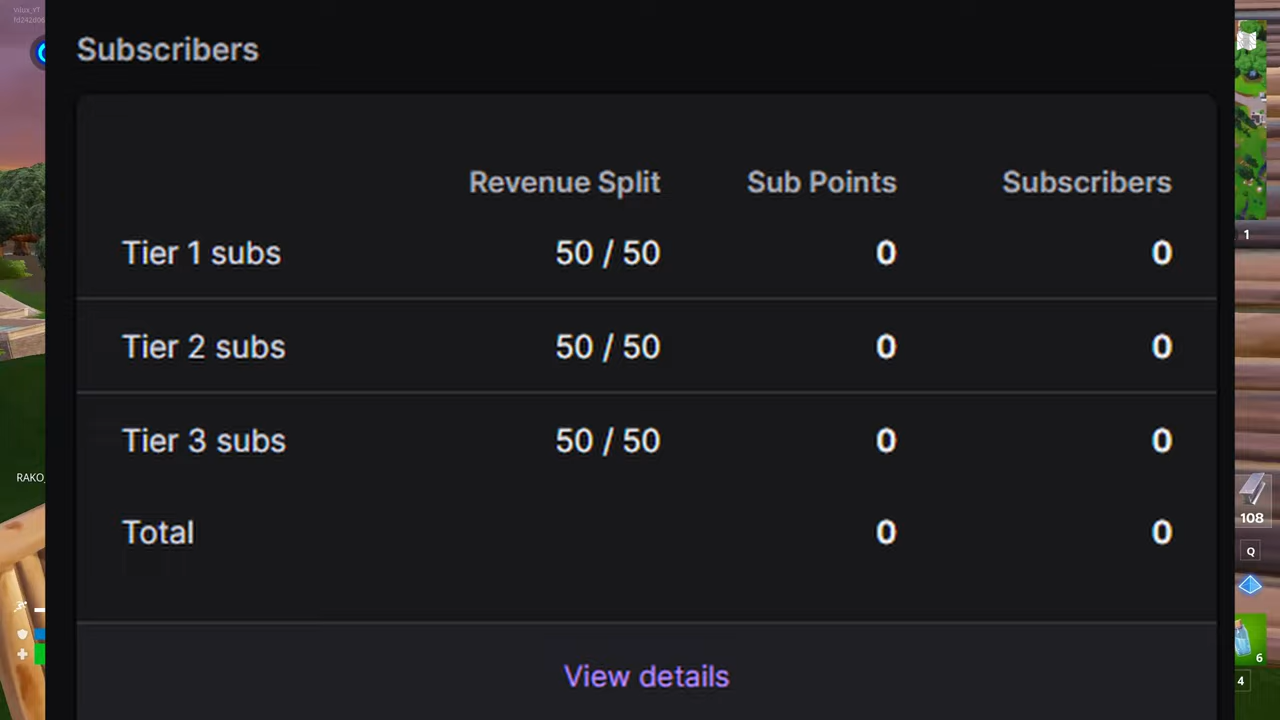 vilux_YT
Subscribers
Revenue Split Sub Points Subscribers
Tier 1 subs 50 / 50 0 0
Tier 2 subs 50 / 50 0 0
Tier 3 subs 50 / 50 0 0
Total 0 0
View details
1
RAKO_
108
Q
6
4